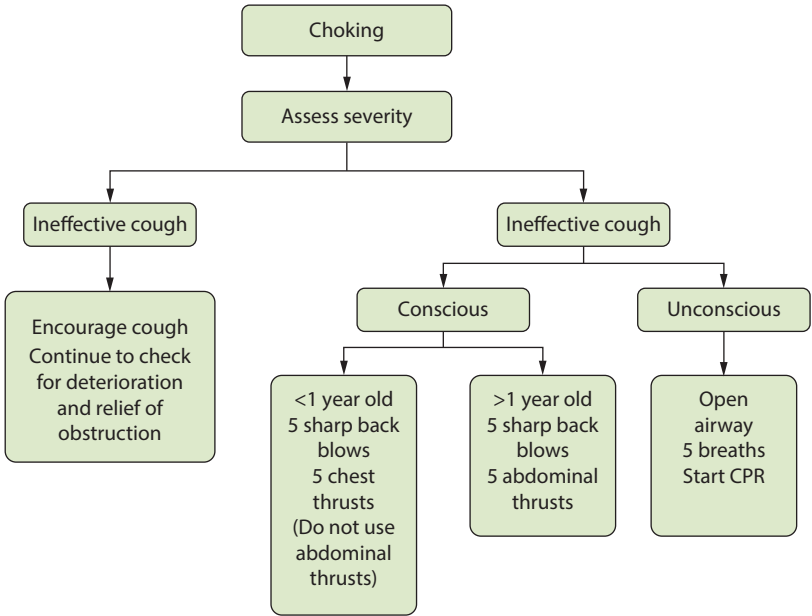 Choking
Assess severity
Ineffective cough
Ineffective cough
Encourage cough
Continue to check
for deterioration
and relief of
obstruction
Conscious
Unconscious
<1 year old
5 sharp back
blows
5 chest
thrusts
(Do not use
abdominal
thrusts)
>1 year old
5 sharp back
blows
5 abdominal
thrusts
Open
airway
5 breaths
Start CPR